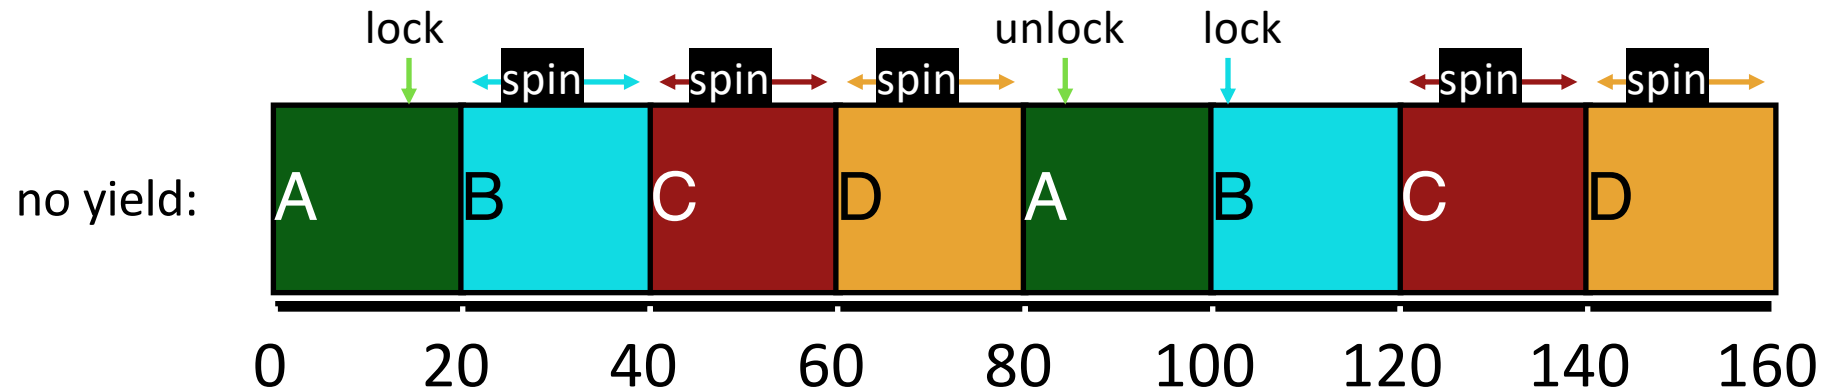 lock unlock lock
spin spin spin spin spin
no yield: A B C D A B C D
0 20 40 60 80 100 120 140 160